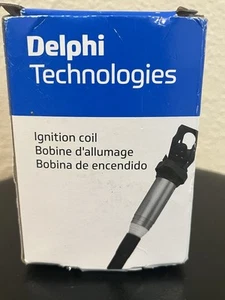 Delphi
Technologies
Ignition coil
Bobine d'allumage
Bobina de encendido